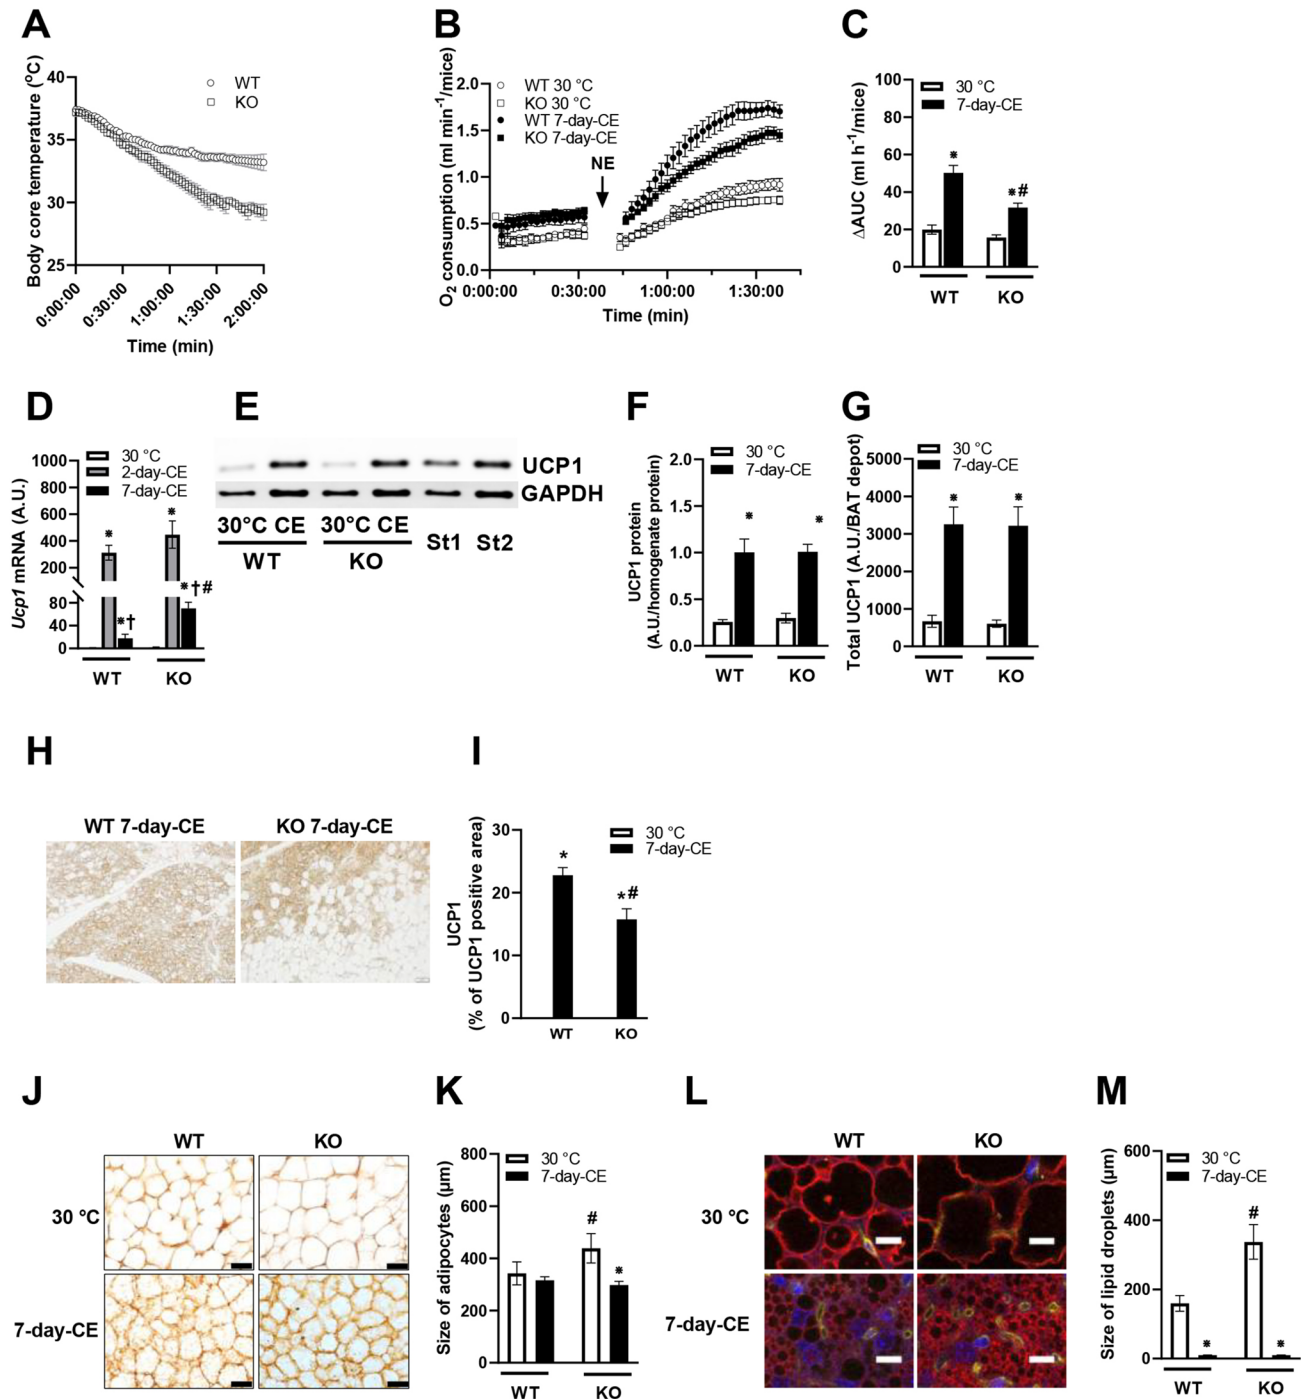 A
Body core temperature (°C)
40
35
30
25
WT
KO
0:00:00
0:30:00
1:00:00
1:30:00
2:00:00
Time (min)
B
O₂ consumption (ml min⁻¹/mice)
2.0
1.5
1.0
0.5
0.0
WT 30 °C
KO 30 °C
WT 7-day-CE
KO 7-day-CE
NE
0:00:00
0:30:00
1:00:00
1:30:00
Time (min)
C
ΔAUC (ml h⁻¹/mice)
100
80
60
40
20
0
30 °C
7-day-CE
*
*#
WT
KO
D
Ucp1 mRNA (A.U.)
1000
800
600
400
200
80
40
0
30 °C
2-day-CE
7-day-CE
*
*†
*
*†#
WT
KO
E
UCP1
GAPDH
30°C CE
30°C CE
St1
St2
WT
KO
F
UCP1 protein
(A.U./homogenate protein)
2.0
1.5
1.0
0.5
0.0
30 °C
7-day-CE
*
*
WT
KO
G
Total UCP1 (A.U./BAT depot)
5000
4000
3000
2000
1000
0
30 °C
7-day-CE
*
*
WT
KO
H
WT 7-day-CE
KO 7-day-CE
I
UCP1
(% of UCP1 positive area)
30
20
10
0
30 °C
7-day-CE
*
*#
WT
KO
J
WT
KO
30 °C
7-day-CE
K
Size of adipocytes (µm)
800
600
400
200
0
30 °C
7-day-CE
#
*
WT
KO
L
WT
KO
30 °C
7-day-CE
M
Size of lipid droplets (µm)
600
400
200
0
30 °C
7-day-CE
*
#
*
WT
KO